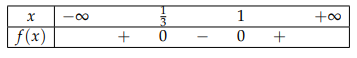 x −∞ 1/3 1 +∞
f(x) + 0 − 0 +